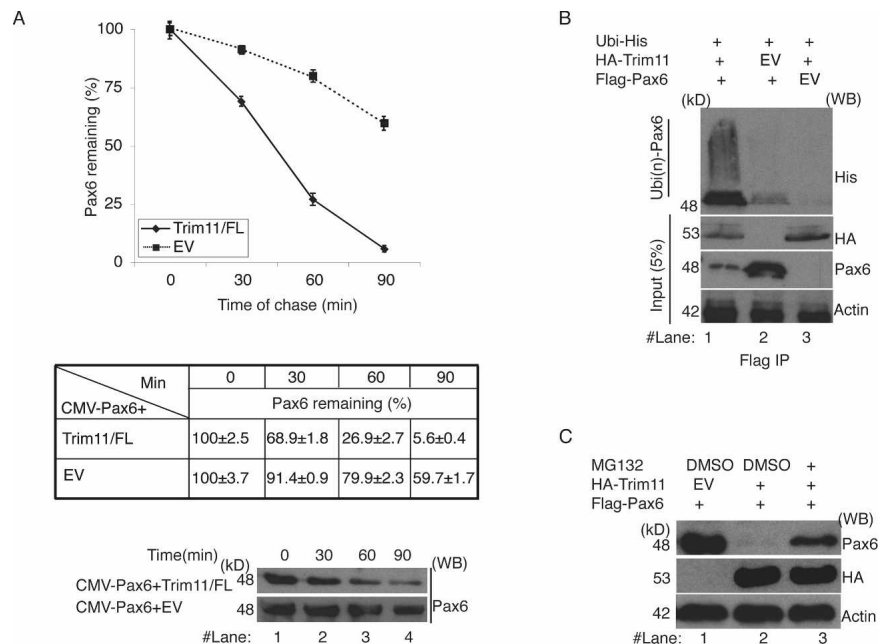 A
100
75
50
25
0
Pax6 remaining (%)
Trim11/FL
EV
0 30 60 90
Time of chase (min)
Min 0 30 60 90
CMV-Pax6+ Pax6 remaining (%)
Trim11/FL 100±2.5 68.9±1.8 26.9±2.7 5.6±0.4
EV 100±3.7 91.4±0.9 79.9±2.3 59.7±1.7
Time(min) 0 30 60 90
(kD) (WB)
CMV-Pax6+Trim11/FL 48
CMV-Pax6+EV 48 Pax6
#Lane: 1 2 3 4
B
Ubi-His + + +
HA-Trim11 + EV +
Flag-Pax6 + + EV
(kD) (WB)
Ubi(n)-Pax6
His
48
Input (5%)
53 HA
48 Pax6
42 Actin
#Lane: 1 2 3
Flag IP
C
MG132 DMSO DMSO +
HA-Trim11 EV + +
Flag-Pax6 + + +
(kD) (WB)
48 Pax6
53 HA
42 Actin
#Lane: 1 2 3